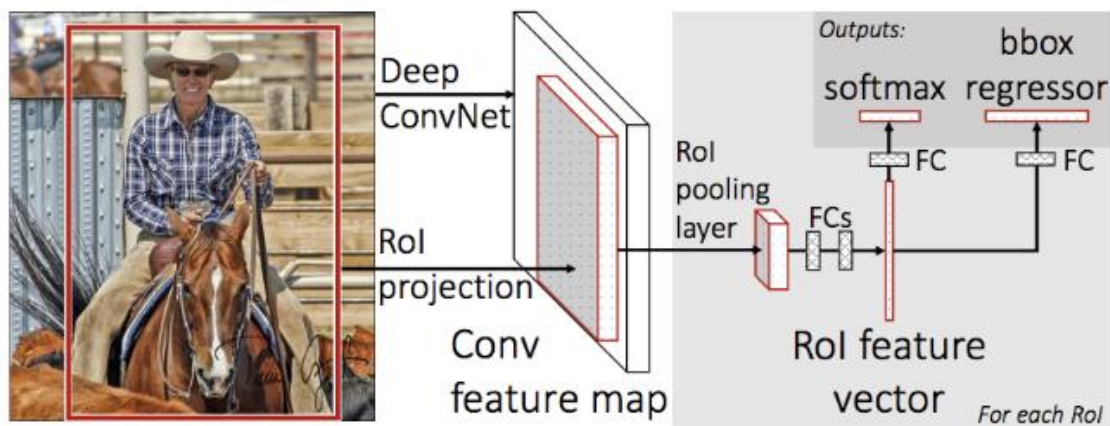 Deep
ConvNet
RoI
projection
Conv
feature map
RoI
pooling
layer
FCs
RoI feature
vector
For each RoI
Outputs:
softmax
bbox
regressor
FC
FC